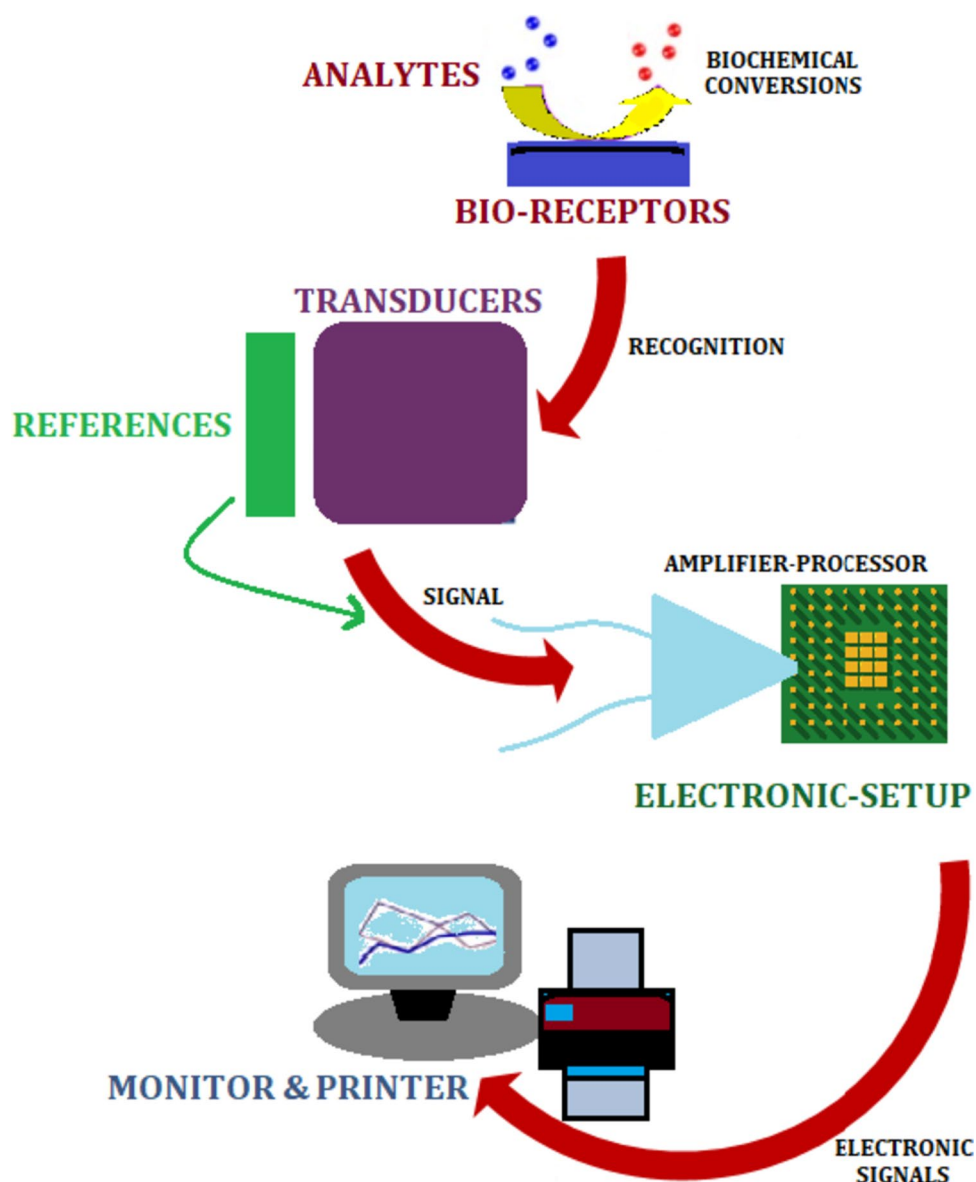 ANALYTES
BIOCHEMICAL
CONVERSIONS
BIO-RECEPTORS
TRANSDUCERS
RECOGNITION
REFERENCES
AMPLIFIER-PROCESSOR
SIGNAL
ELECTRONIC-SETUP
MONITOR & PRINTER
ELECTRONIC
SIGNALS